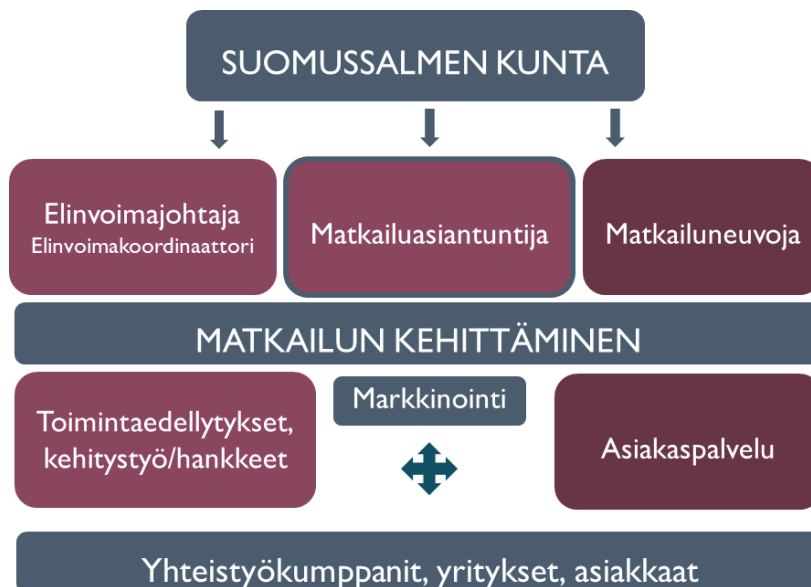 SUOMUSSALMEN KUNTA
Elinvoimajohtaja
Elinvoimakoordinaattori
Matkailuasiantuntija
Matkailuneuvoja
MATKAILUN KEHITTÄMINEN
Toimintaedellytykset,
kehitystyö/hankkeet
Markkinointi
Asiakaspalvelu
Yhteistyökumppanit, yritykset, asiakkaat